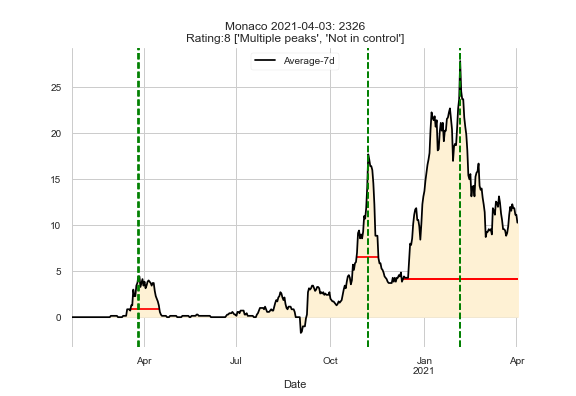 Monaco 2021-04-03: 2326
Rating:8 ['Multiple peaks', 'Not in control']
Average-7d
25
20
15
10
5
0
Apr
Jul
Oct
Jan
2021
Apr
Date